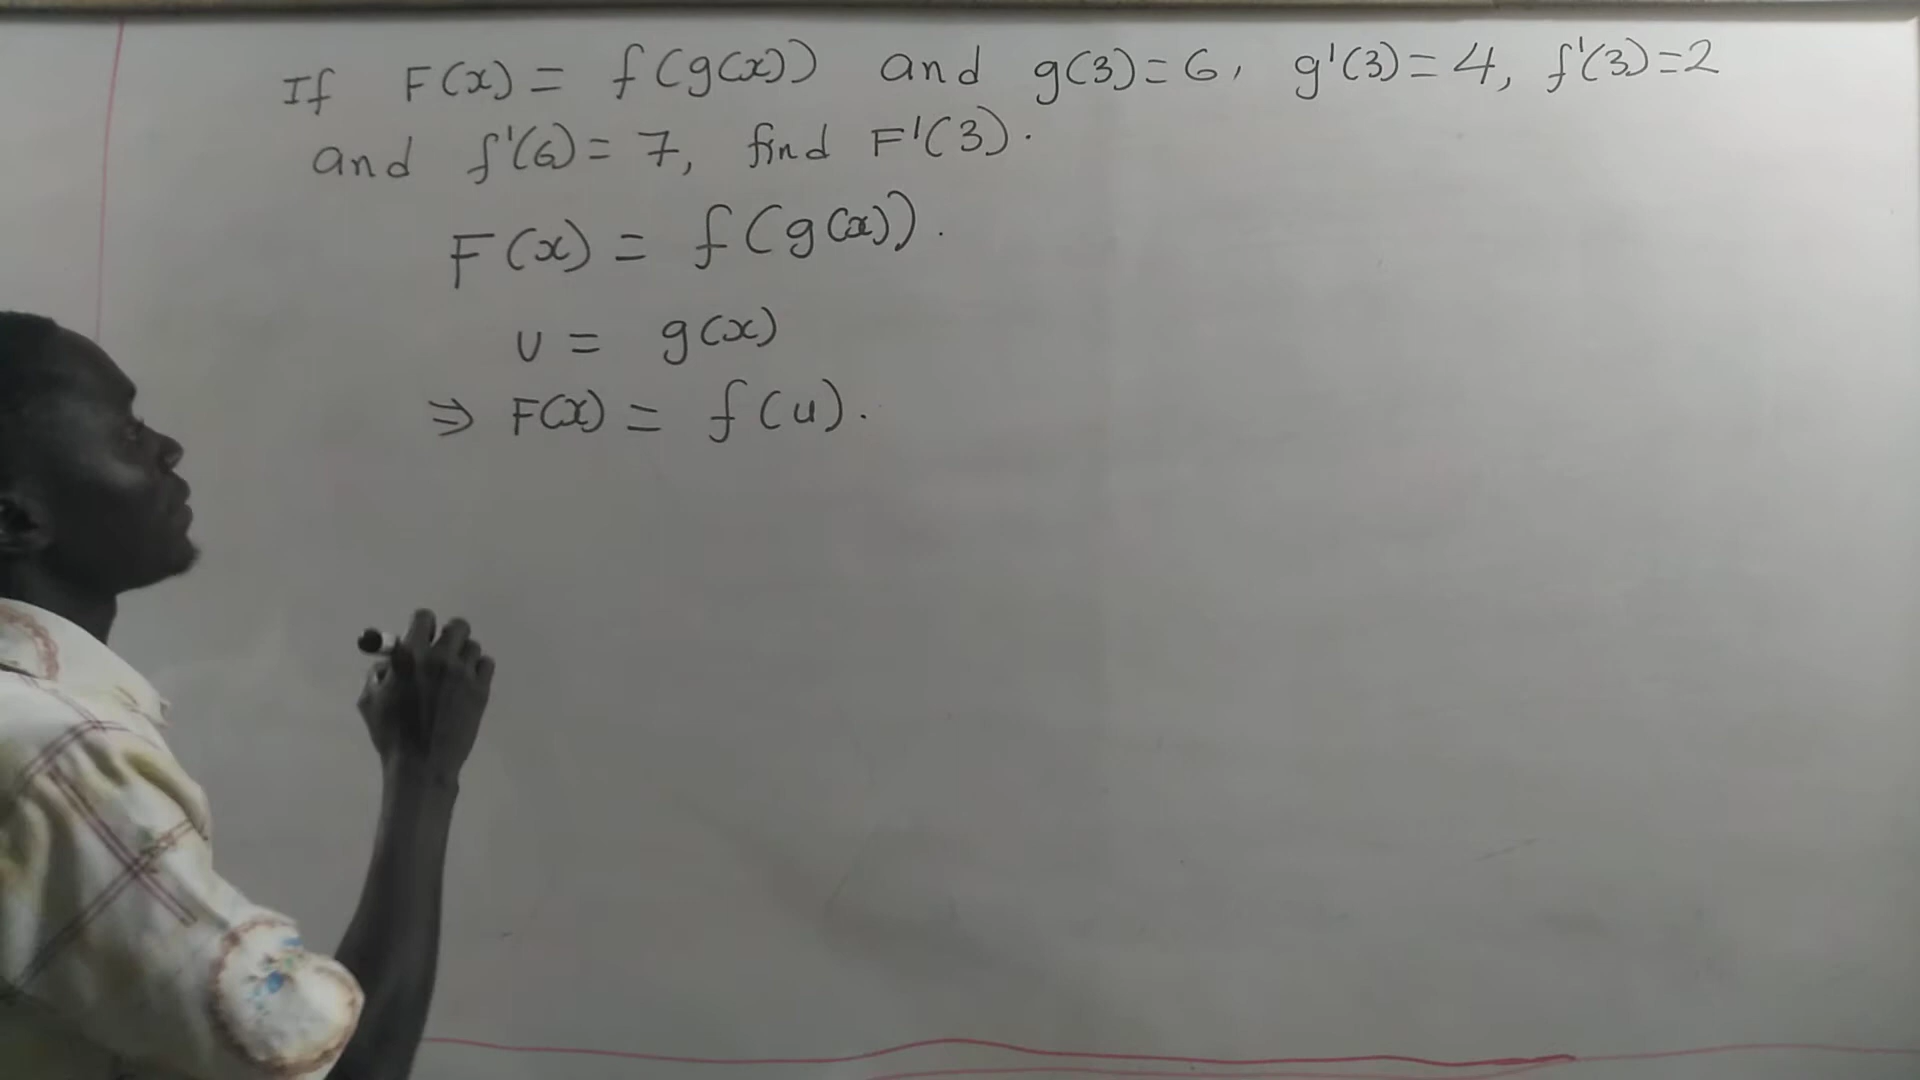 If F(x) = f(g(x)) and g(3)=6, g'(3)=4, f'(3)=2
and f'(6)=7, find F'(3).
F(x) = f(g(x)).
u = g(x)
⇒ F(x) = f(u).